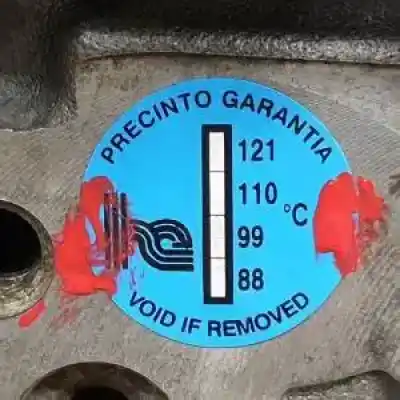 PRECINTO GARANTIA
121
110
°C
99
88
VOID IF REMOVED